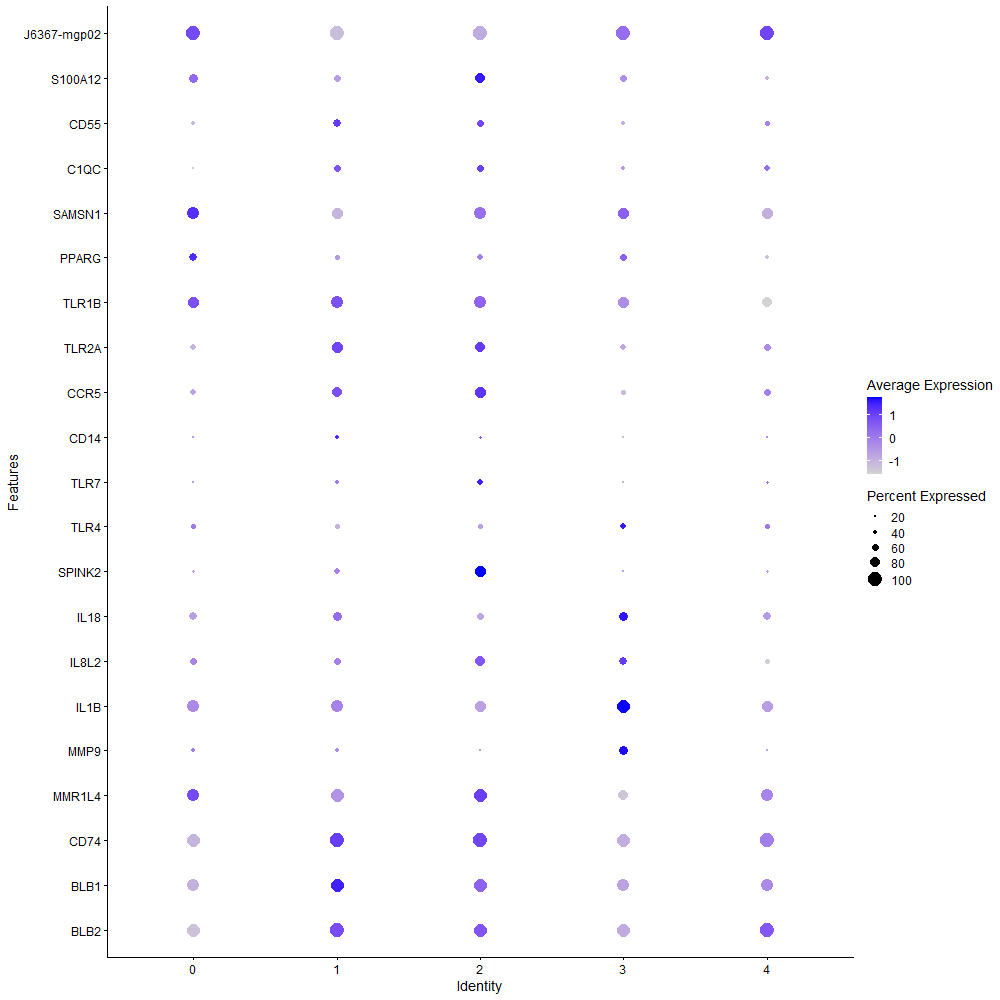 J6367-mgp02
S100A12
CD55
C1QC
SAMSN1
PPARG
TLR1B
TLR2A
CCR5
CD14
TLR7
TLR4
SPINK2
IL18
IL8L2
IL1B
MMP9
MMR1L4
CD74
BLB1
BLB2
Features
0 1 2 3 4
Identity
Average Expression
1
0
-1
Percent Expressed
20
40
60
80
100